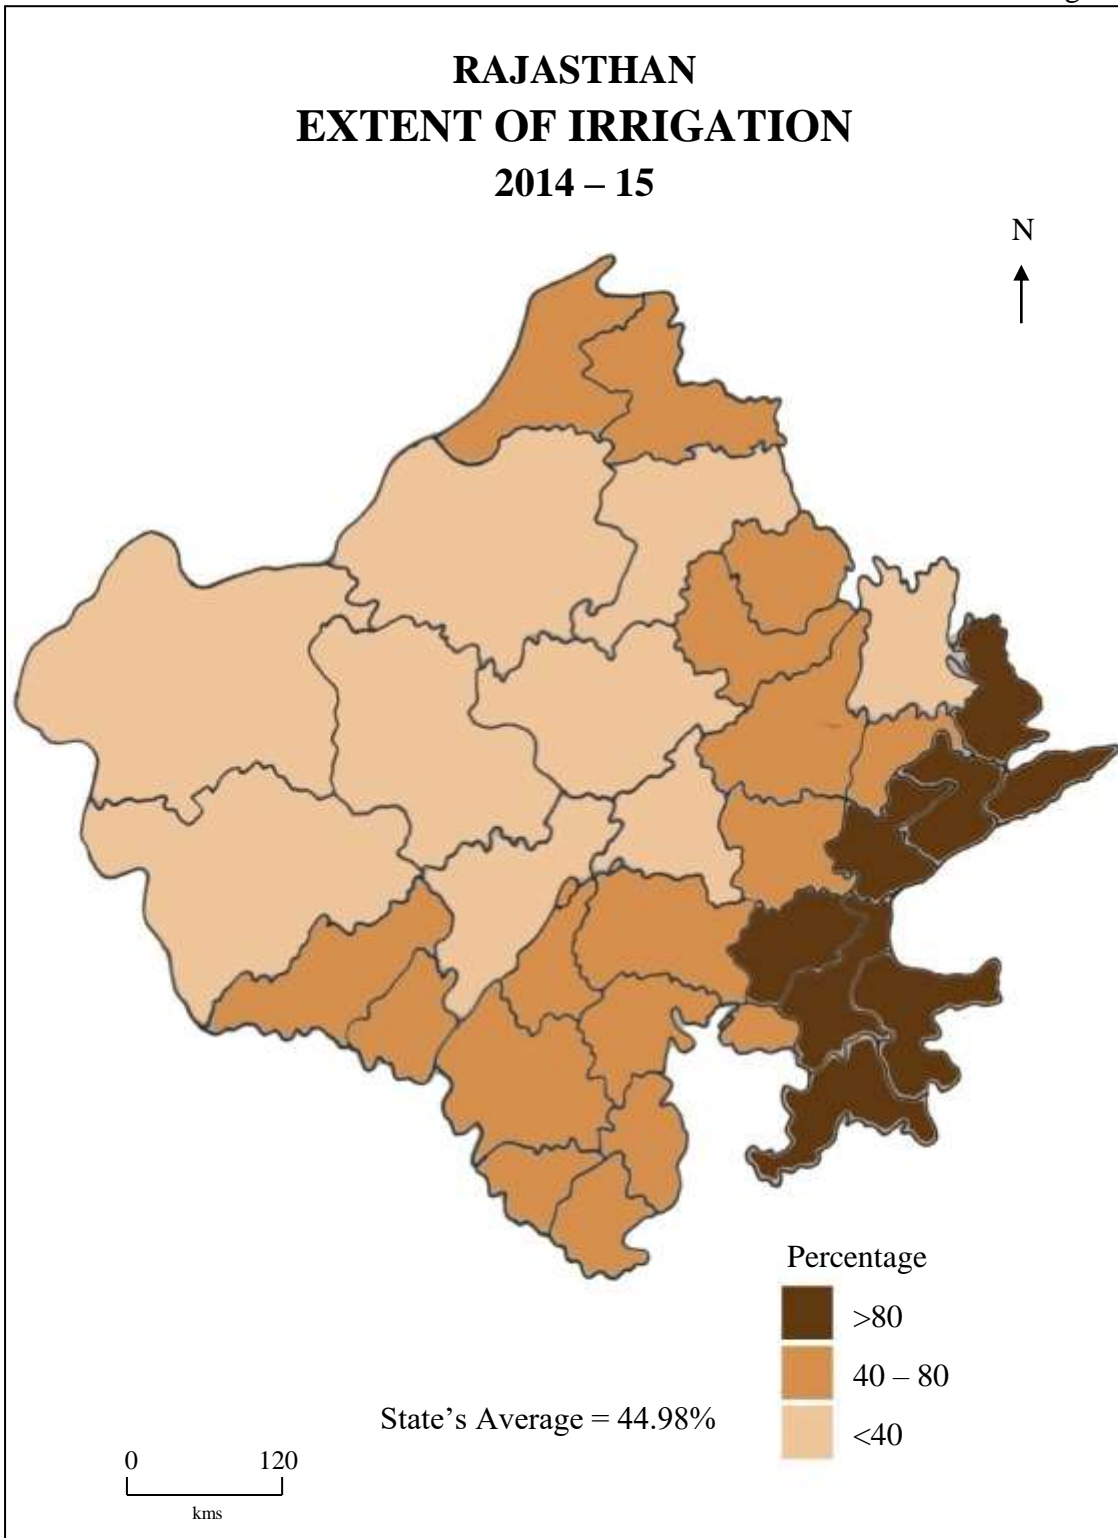 RAJASTHAN
EXTENT OF IRRIGATION
2014 – 15
N
Percentage
>80
40 – 80
<40
State's Average = 44.98%
0 120
kms